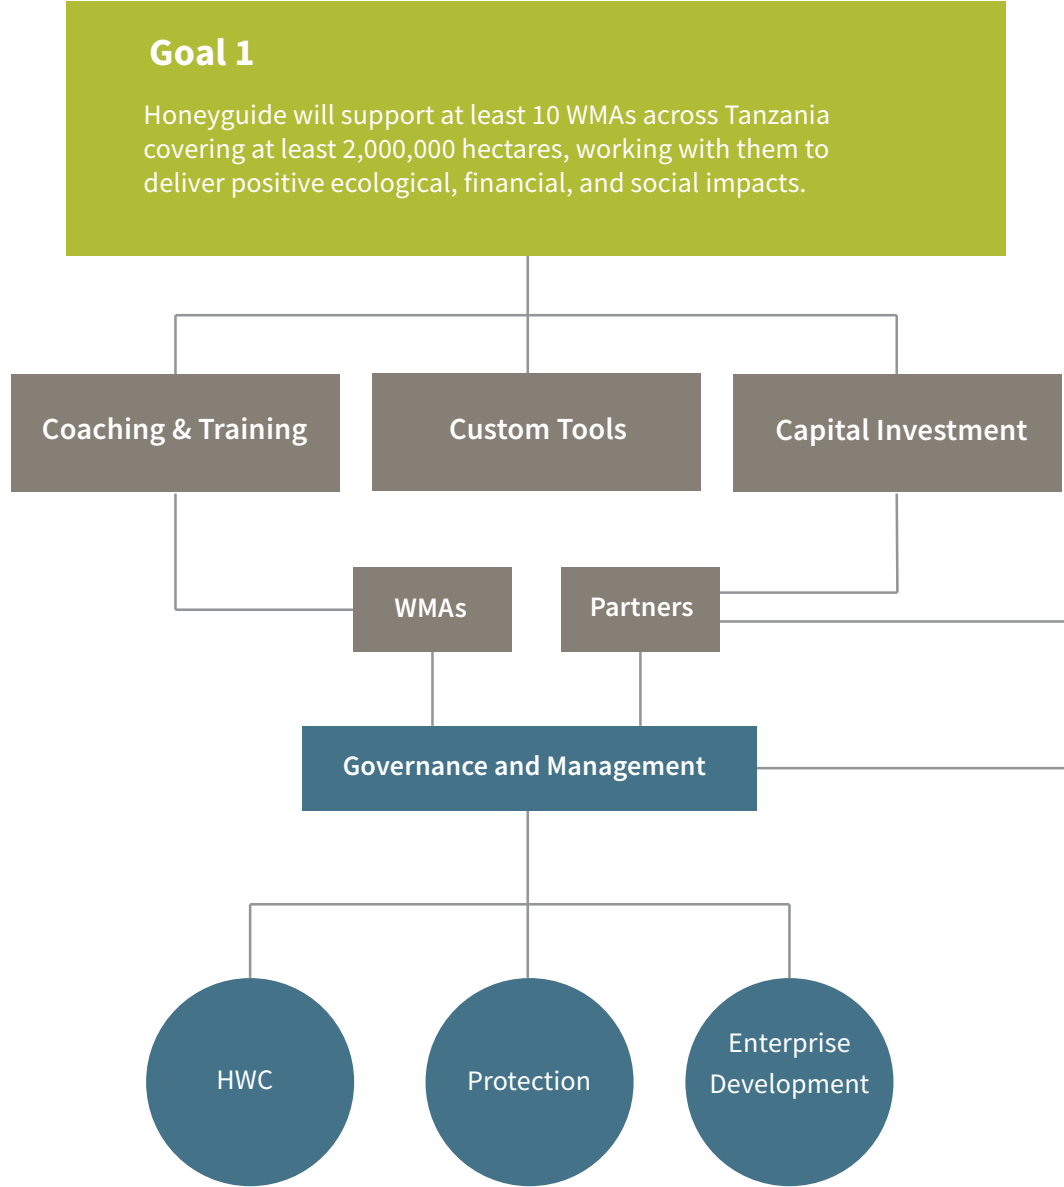 Goal 1
Honeyguide will support at least 10 WMAs across Tanzania
covering at least 2,000,000 hectares, working with them to
deliver positive ecological, financial, and social impacts.
Coaching & Training
Custom Tools
Capital Investment
WMAs
Partners
Governance and Management
HWC
Protection
Enterprise
Development